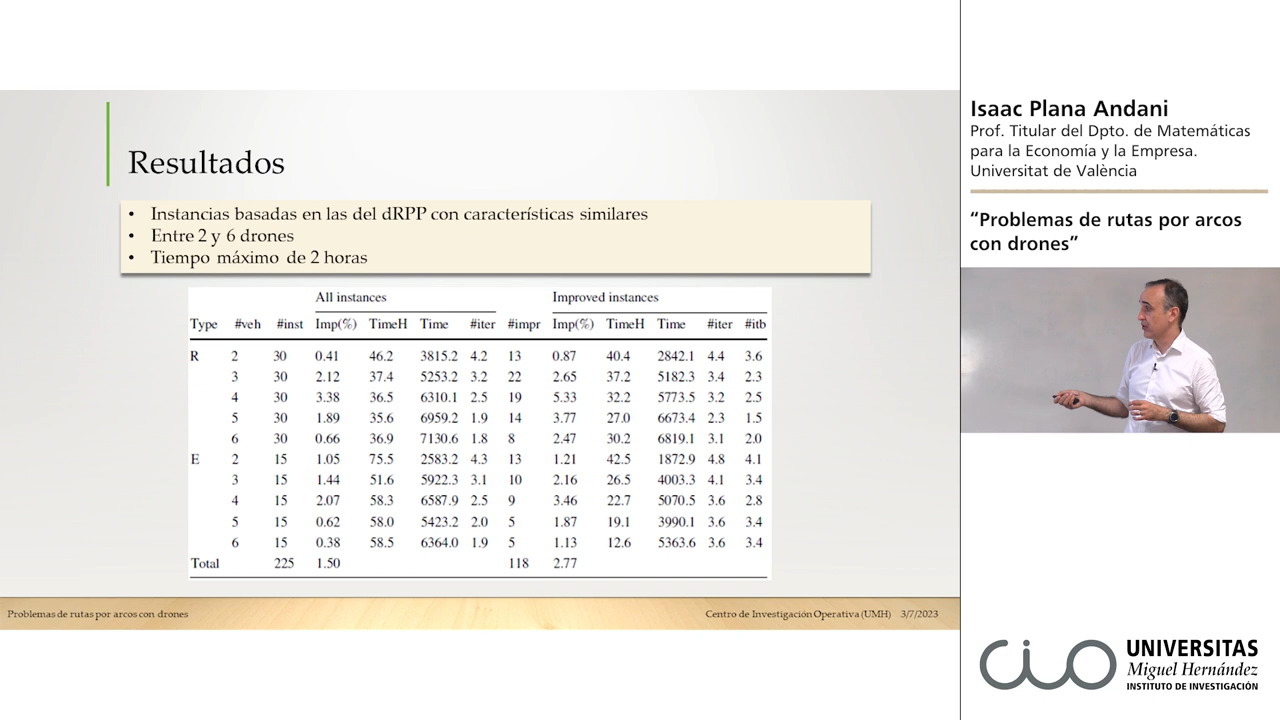 Resultados
• Instancias basadas en las del dRPP con características similares
• Entre 2 y 6 drones
• Tiempo máximo de 2 horas
All instances Improved instances
Type #veh #inst Imp(%) TimeH Time #iter #impr Imp(%) TimeH Time #iter #itb
R 2 30 0.41 46.2 3815.2 4.2 13 0.87 40.4 2842.1 4.4 3.6
3 30 2.12 37.4 5253.2 3.2 22 2.65 37.2 5182.3 3.4 2.3
4 30 3.38 36.5 6310.1 2.5 19 5.33 32.2 5773.5 3.2 2.5
5 30 1.89 35.6 6959.2 1.9 14 3.77 27.0 6673.4 2.3 1.5
6 30 0.66 36.9 7130.6 1.8 8 2.47 30.2 6819.1 3.1 2.0
E 2 15 1.05 75.5 2583.2 4.3 13 1.21 42.5 1872.9 4.8 4.1
3 15 1.44 51.6 5922.3 3.1 10 2.16 26.5 4003.3 4.1 3.4
4 15 2.07 58.3 6587.9 2.5 9 3.46 22.7 5070.5 3.6 2.8
5 15 0.62 58.0 5423.2 2.0 5 1.87 19.1 3990.1 3.6 3.4
6 15 0.38 58.5 6364.0 1.9 5 1.13 12.6 5363.6 3.6 3.4
Total 225 1.50 118 2.77
Problemas de rutas por arcos con drones
Centro de Investigación Operativa (UMH) 3/7/2023
Isaac Plana Andani
Prof. Titular del Dpto. de Matemáticas
para la Economía y la Empresa.
Universitat de València
“Problemas de rutas por arcos
con drones”
cio
UNIVERSITAS
Miguel Hernández
INSTITUTO DE INVESTIGACIÓN